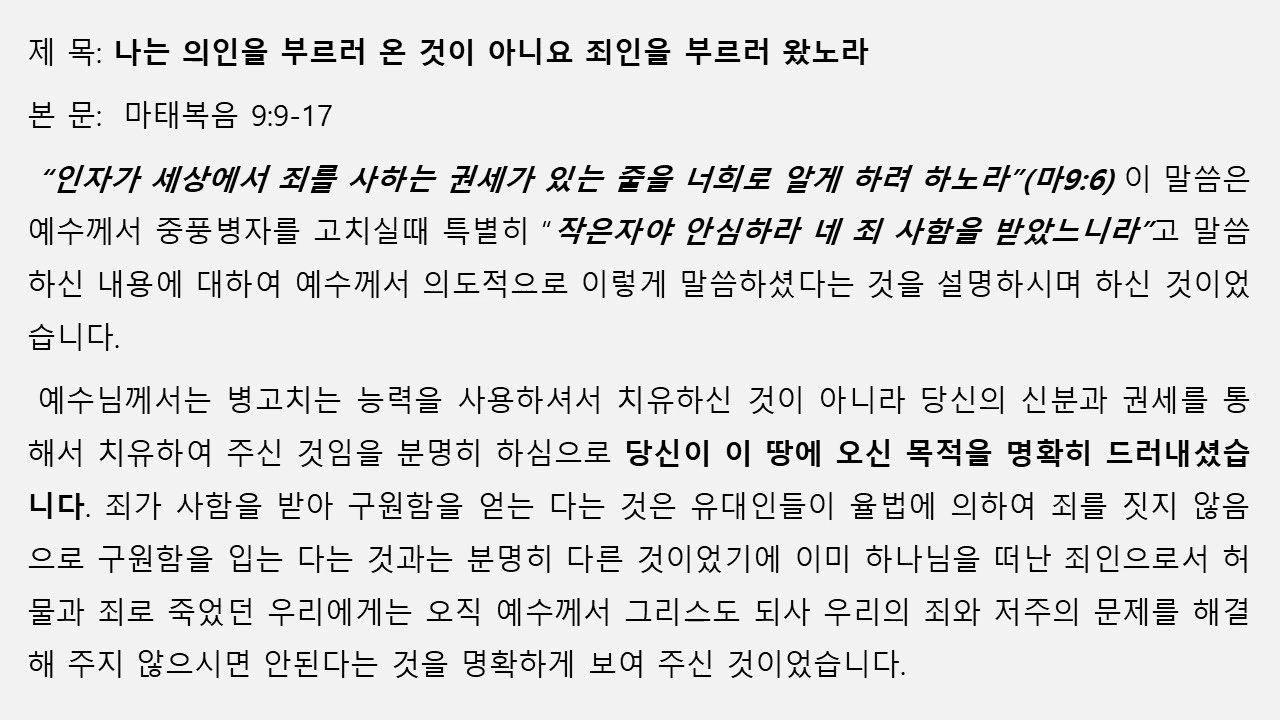 제 목: 나는 의인을 부르러 온 것이 아니요 죄인을 부르러 왔노라
본 문:  마태복음 9:9-17
“인자가 세상에서 죄를 사하는 권세가 있는 줄을 너희로 알게 하려 하노라”(마9:6) 이 말씀은
예수께서 중풍병자를 고치실때 특별히 “작은자야 안심하라 네 죄 사함을 받았느니라”고 말씀
하신 내용에 대하여 예수께서 의도적으로 이렇게 말씀하셨다는 것을 설명하시며 하신 것이었
습니다.
예수님께서는 병고치는 능력을 사용하셔서 치유하신 것이 아니라 당신의 신분과 권세를 통
해서 치유하여 주신 것임을 분명히 하심으로 당신이 이 땅에 오신 목적을 명확히 드러내셨습
니다. 죄가 사함을 받아 구원함을 얻는 다는 것은 유대인들이 율법에 의하여 죄를 짓지 않음
으로 구원함을 입는 다는 것과는 분명히 다른 것이었기에 이미 하나님을 떠난 죄인으로서 허
물과 죄로 죽었던 우리에게는 오직 예수께서 그리스도 되사 우리의 죄와 저주의 문제를 해결
해 주지 않으시면 안된다는 것을 명확하게 보여 주신 것이었습니다.